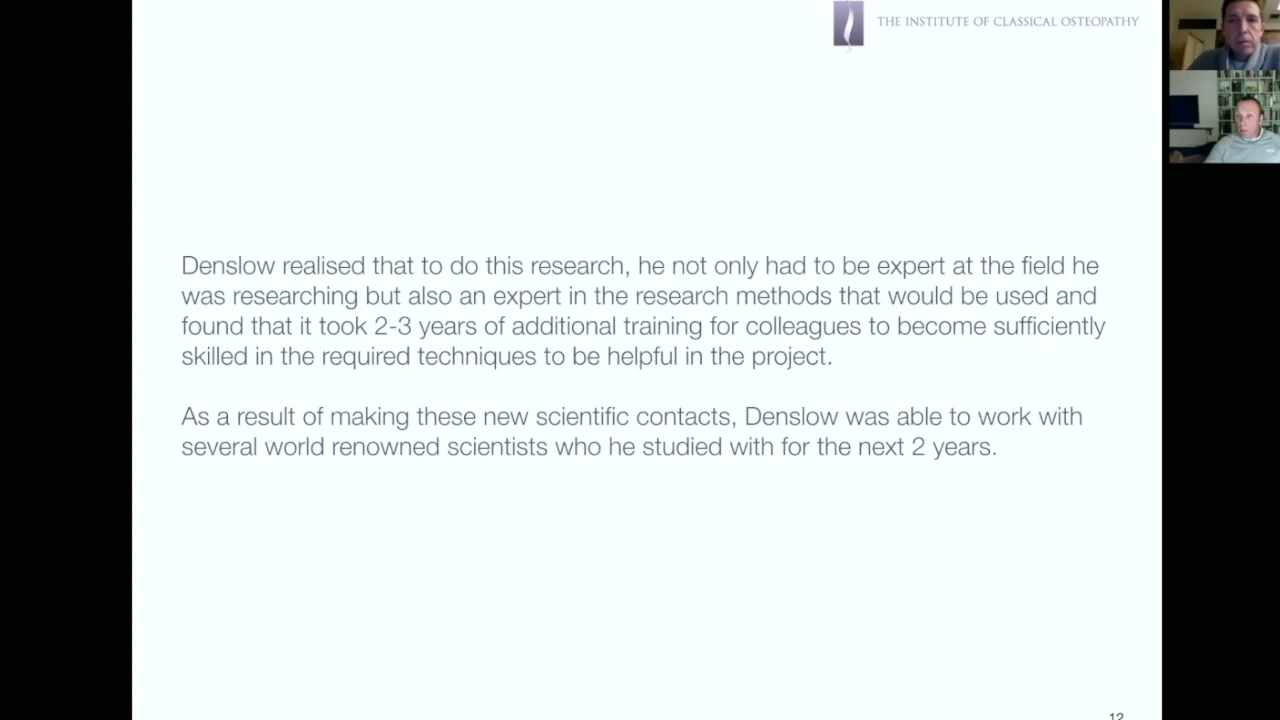 THE INSTITUTE OF CLASSICAL OSTEOPATHY
Denslow realised that to do this research, he not only had to be expert at the field he
was researching but also an expert in the research methods that would be used and
found that it took 2-3 years of additional training for colleagues to become sufficiently
skilled in the required techniques to be helpful in the project.
As a result of making these new scientific contacts, Denslow was able to work with
several world renowned scientists who he studied with for the next 2 years.
12